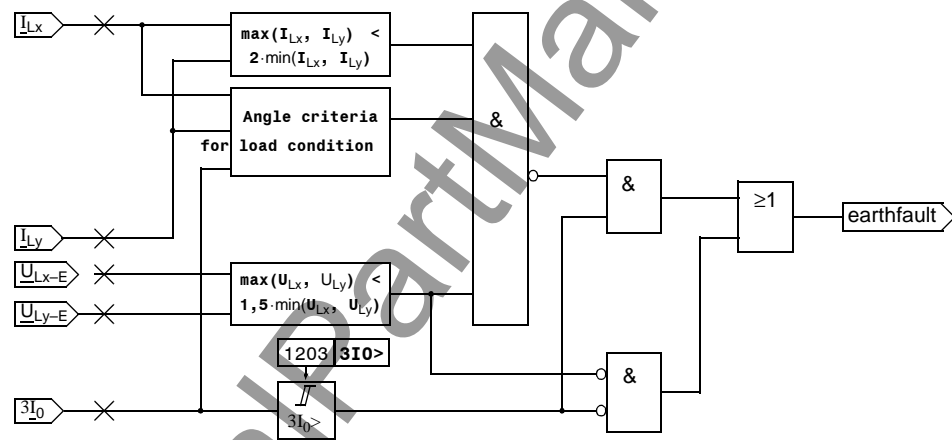 I_Lx
max(I_Lx, I_Ly) <
2·min(I_Lx, I_Ly)
Angle criteria
for load condition
&
&
≥1
earthfault
I_Ly
U_Lx–E
U_Ly–E
max(U_Lx, U_Ly) <
1,5·min(U_Lx, U_Ly)
1203 3I0>
&
3I_0
3I_0>